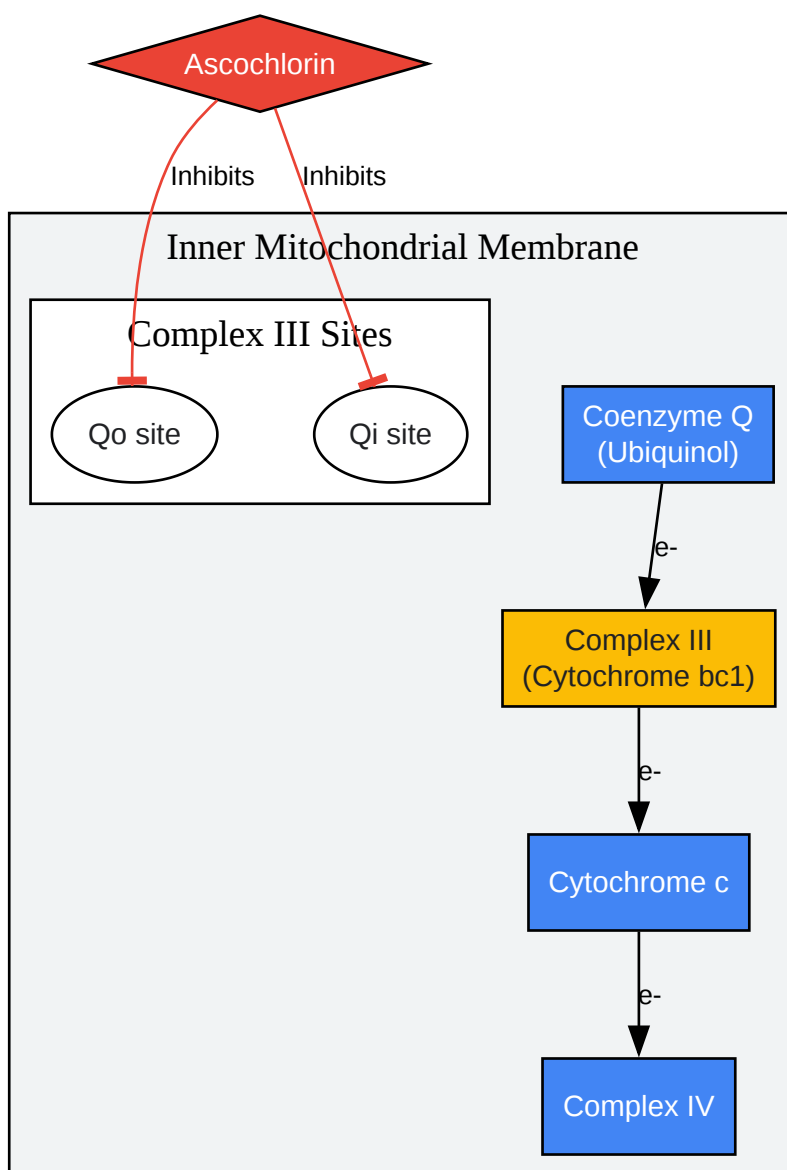 Ascochlorin
Inhibits
Inhibits
Inner Mitochondrial Membrane
Complex III Sites
Qo site
Qi site
Coenzyme Q
(Ubiquinol)
e-
Complex III
(Cytochrome bc1)
e-
Cytochrome c
e-
Complex IV